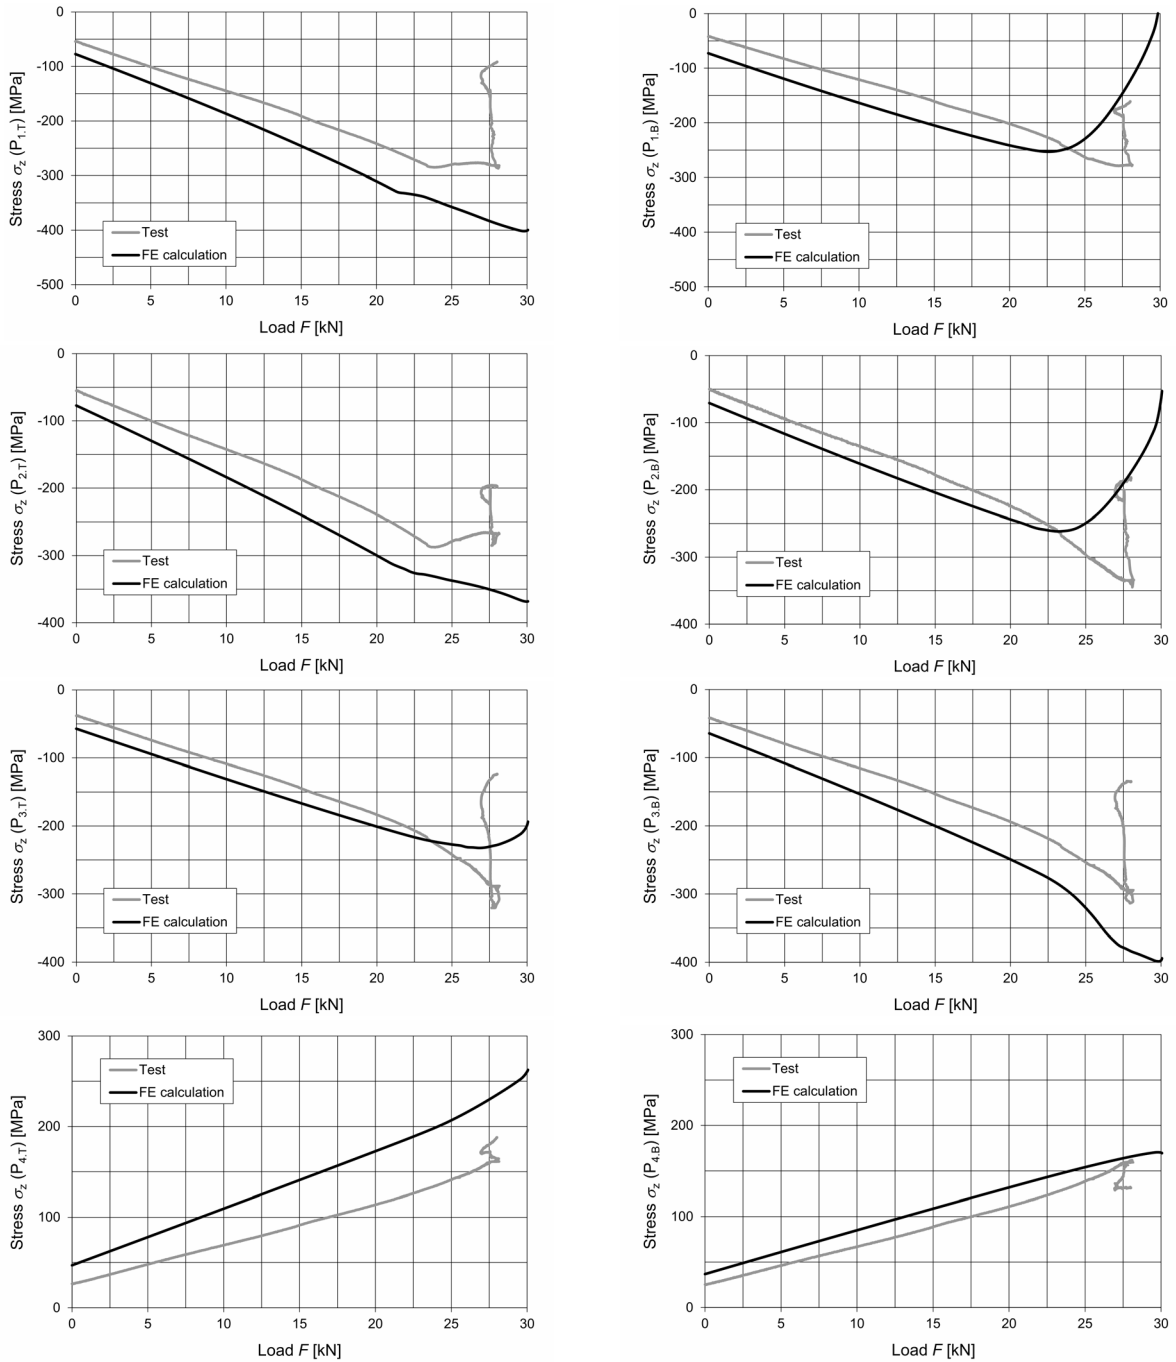 0
-100
-200
-300
-400
-500
0 5 10 15 20 25 30
Stress σz (P1,T) [MPa]
Load F [kN]
Test
FE calculation
0
-100
-200
-300
-400
-500
0 5 10 15 20 25 30
Stress σz (P1,B) [MPa]
Load F [kN]
Test
FE calculation
0
-100
-200
-300
-400
0 5 10 15 20 25 30
Stress σz (P2,T) [MPa]
Load F [kN]
Test
FE calculation
0
-100
-200
-300
-400
0 5 10 15 20 25 30
Stress σz (P2,B) [MPa]
Load F [kN]
Test
FE calculation
0
-100
-200
-300
-400
0 5 10 15 20 25 30
Stress σz (P3,T) [MPa]
Load F [kN]
Test
FE calculation
0
-100
-200
-300
-400
0 5 10 15 20 25 30
Stress σz (P3,B) [MPa]
Load F [kN]
Test
FE calculation
300
200
100
0
0 5 10 15 20 25 30
Stress σz (P4,T) [MPa]
Load F [kN]
Test
FE calculation
300
200
100
0
0 5 10 15 20 25 30
Stress σz (P4,B) [MPa]
Load F [kN]
Test
FE calculation